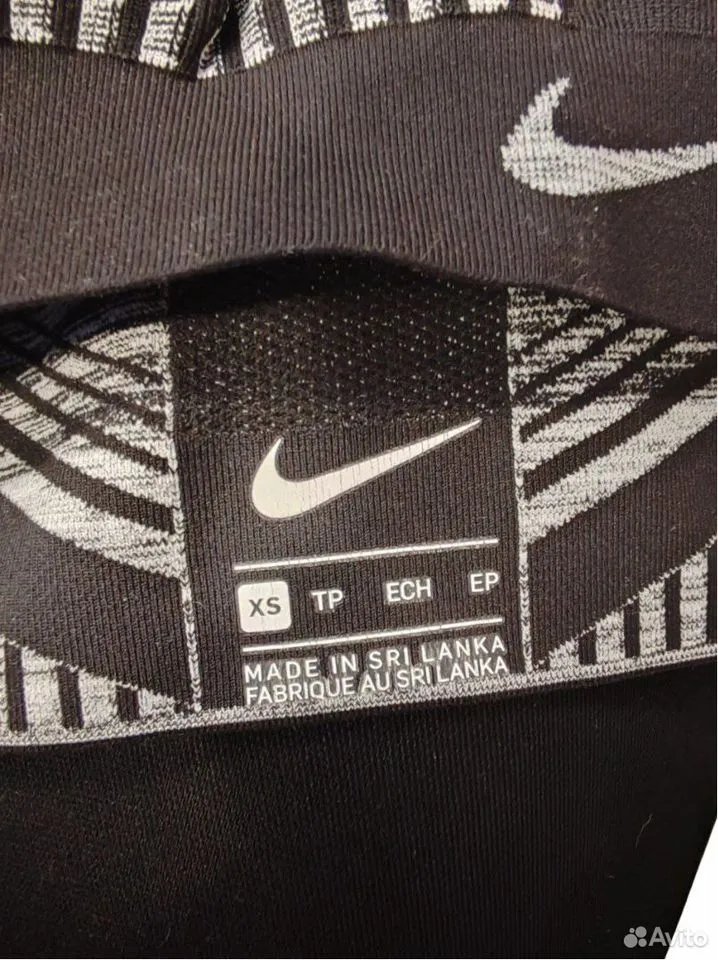 XS TP ECH EP
MADE IN SRI LANKA
FABRIQUE AU SRI LANKA
Avito